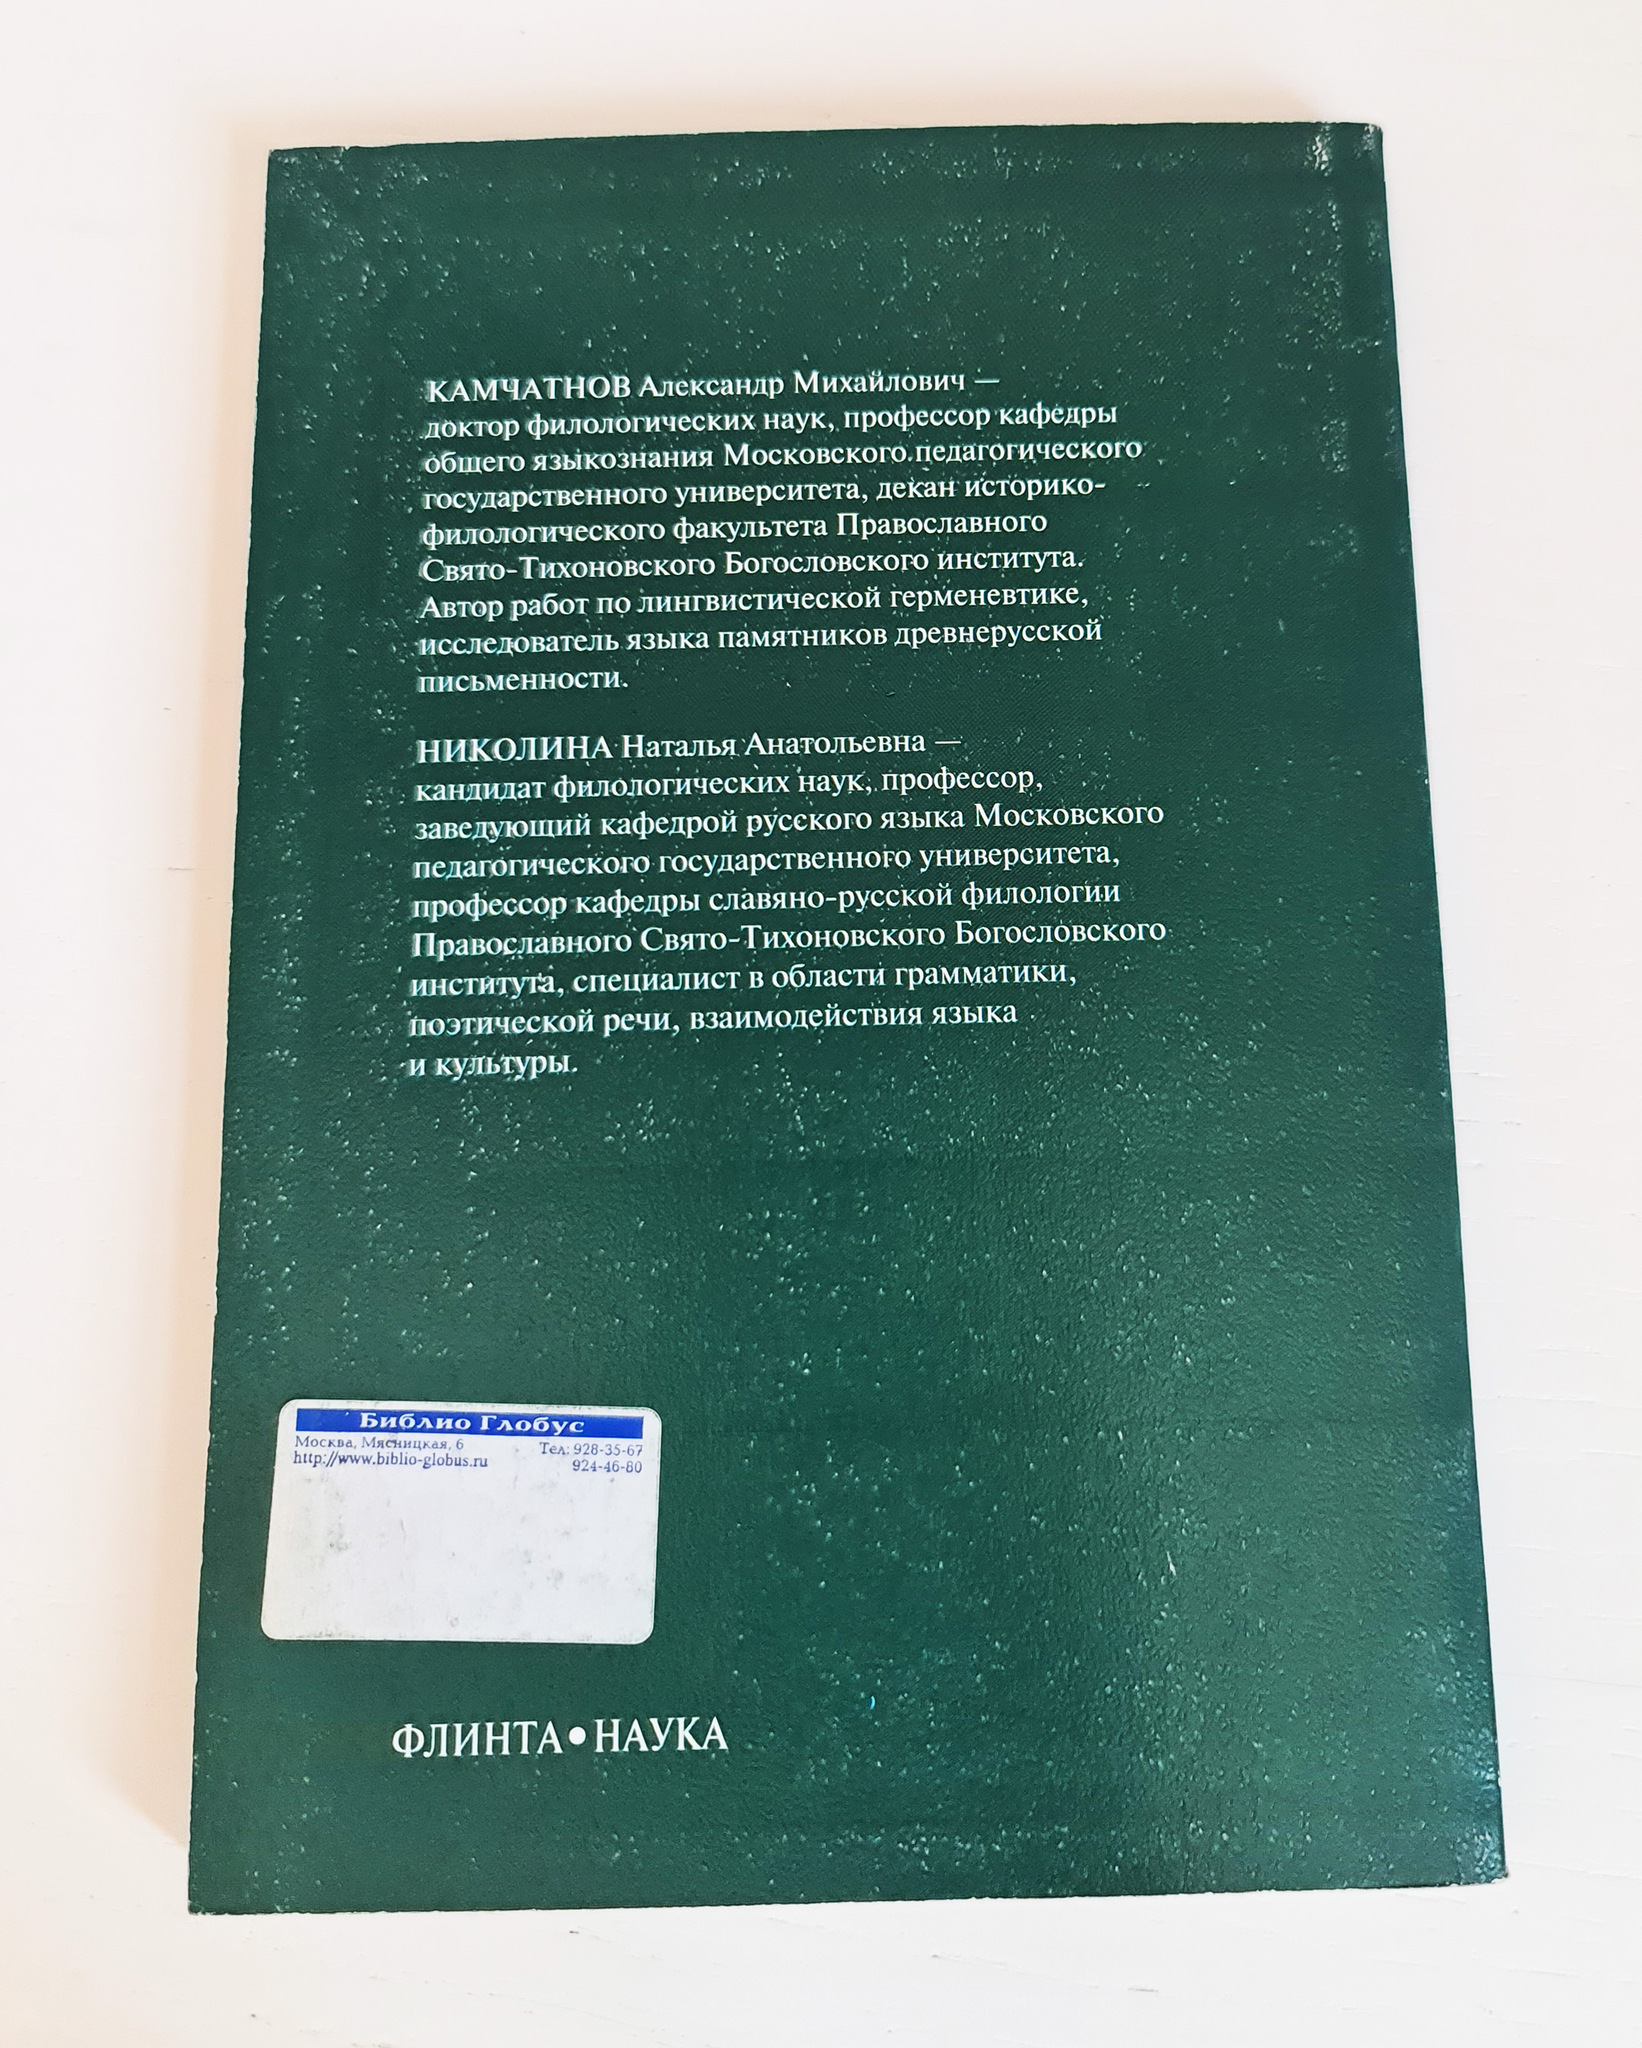 КАМЧАТНОВ Александр Михайлович —
доктор филологических наук, профессор кафедры
общего языкознания Московского педагогического
государственного университета, декан историко-
филологического факультета Православного
Свято-Тихоновского Богословского института.
Автор работ по лингвистической герменевтике,
исследователь языка памятников древнерусской
письменности.
НИКОЛИНА Наталья Анатольевна —
кандидат филологических наук, профессор,
заведующий кафедрой русского языка Московского
педагогического государственного университета,
профессор кафедры славяно-русской филологии
Православного Свято-Тихоновского Богословского
института, специалист в области грамматики,
поэтической речи, взаимодействия языка
и культуры.
Библио Глобус
Москва, Мясницкая, 6 Тел: 928-35-67
http://www.biblio-globus.ru 924-46-80
ФЛИНТА•НАУКА